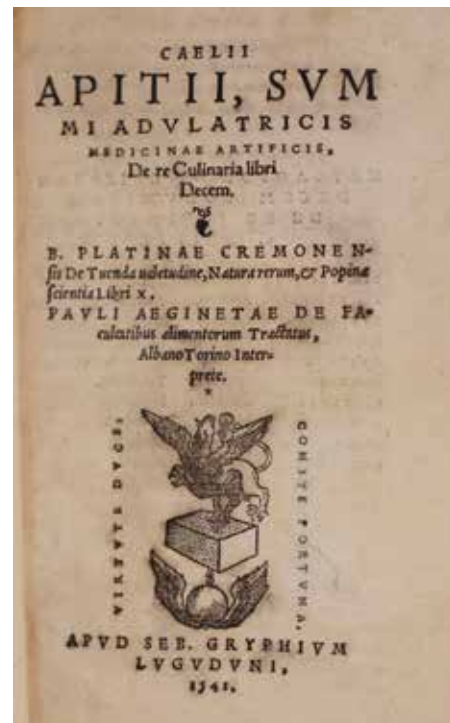 CAELII
APITII, SVM
MI ADVLATRICIS
MEDICINAE ARTIFICIS,
De re Culinaria libri
Decem.
B. PLATINAE CREMONEN-
sis De Tuenda ualetudine, Natura rerum, & Popinæ
scientia Libri x.
PAVLI AEGINETAE DE FA-
cultatibus alimentorum Tractatus,
Albano Torino Inter-
prete.
VIRTVTE DVCE,
COMITE FORTVNA,
APVD SEB. GRYPHIVM
LVGVDVNI,
1541.